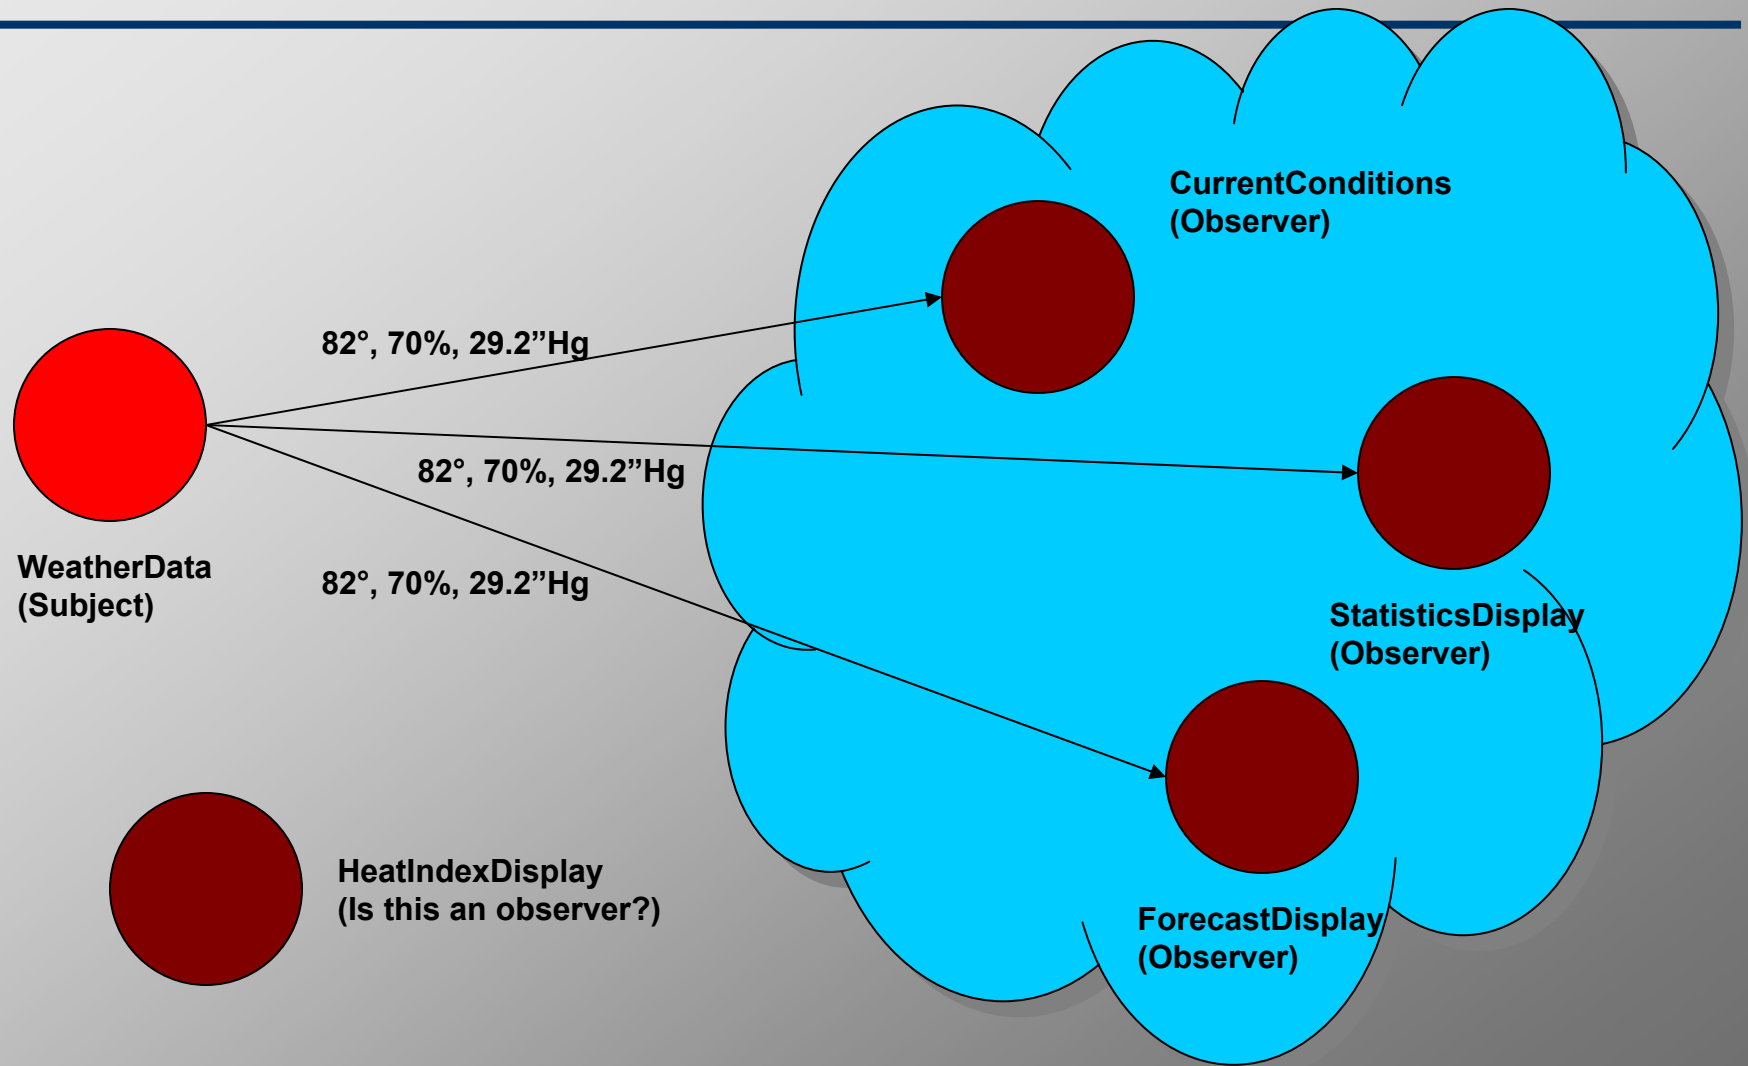 CurrentConditions
(Observer)
82°, 70%, 29.2”Hg
82°, 70%, 29.2”Hg
WeatherData
(Subject)
82°, 70%, 29.2”Hg
StatisticsDisplay
(Observer)
HeatIndexDisplay
(Is this an observer?)
ForecastDisplay
(Observer)